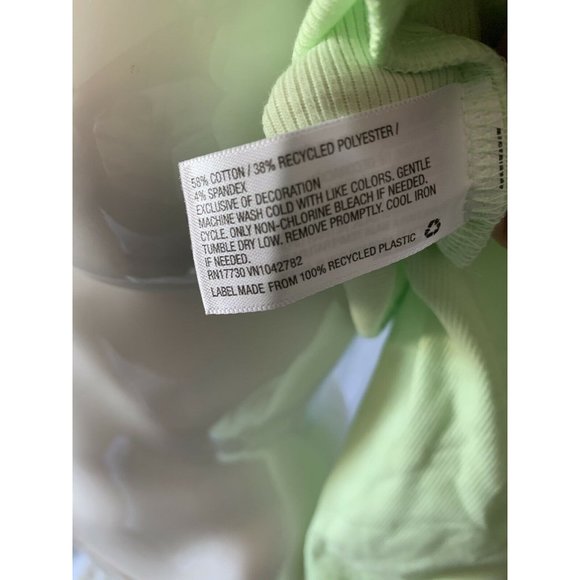 58% COTTON / 38% RECYCLED POLYESTER /
4% SPANDEX
EXCLUSIVE OF DECORATION
MACHINE WASH COLD WITH LIKE COLORS. GENTLE
CYCLE. ONLY NON-CHLORINE BLEACH IF NEEDED.
TUMBLE DRY LOW. REMOVE PROMPTLY. COOL IRON
IF NEEDED.
RN17730 VN1042782
LABEL MADE FROM 100% RECYCLED PLASTIC